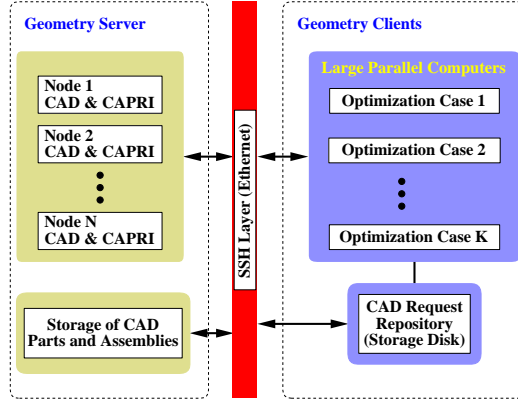 Geometry Server
Node 1
CAD & CAPRI
Node 2
CAD & CAPRI
Node N
CAD & CAPRI
Storage of CAD
Parts and Assemblies
SSH Layer (Ethernet)
Geometry Clients
Large Parallel Computers
Optimization Case 1
Optimization Case 2
Optimization Case K
CAD Request
Repository
(Storage Disk)